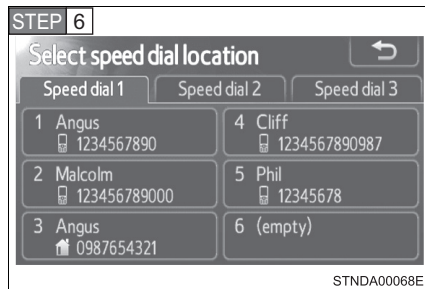 STEP 6
Select speed dial location
Speed dial 1 Speed dial 2 Speed dial 3
1 Angus
1234567890
4 Cliff
1234567890987
2 Malcolm
123456789000
5 Phil
12345678
3 Angus
0987654321
6 (empty)
STNDA00068E